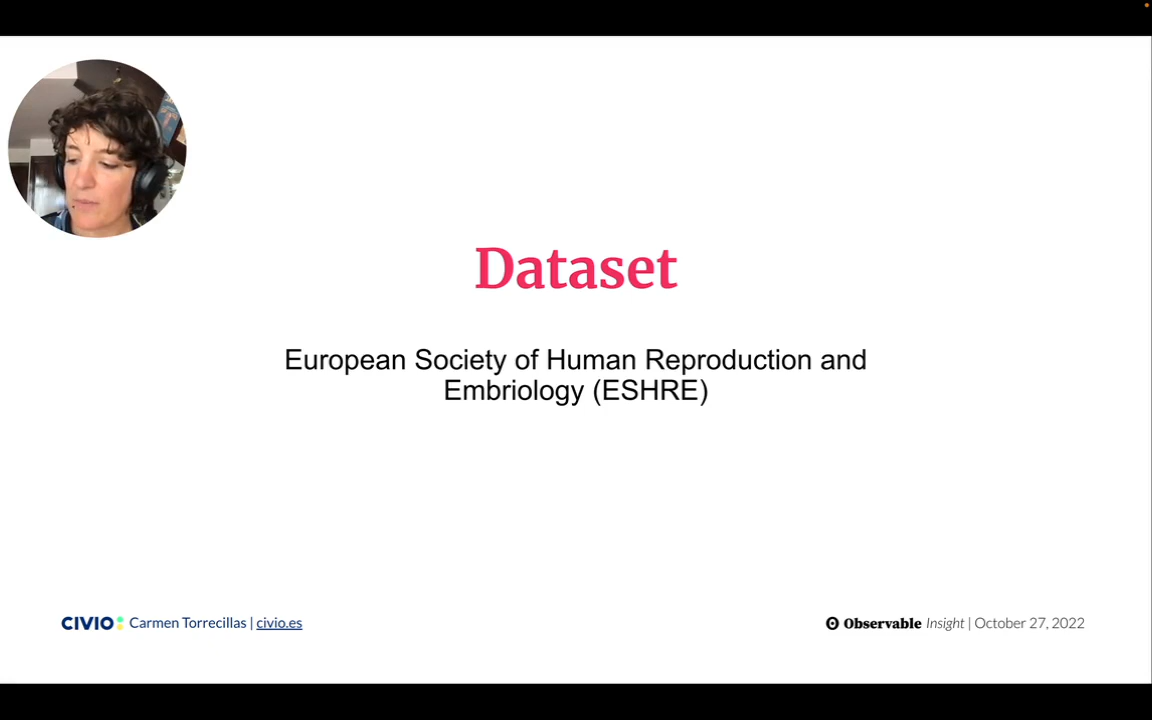 Dataset
European Society of Human Reproduction and
Embriology (ESHRE)
CIVIO Carmen Torrecillas | civio.es
Observable Insight | October 27, 2022